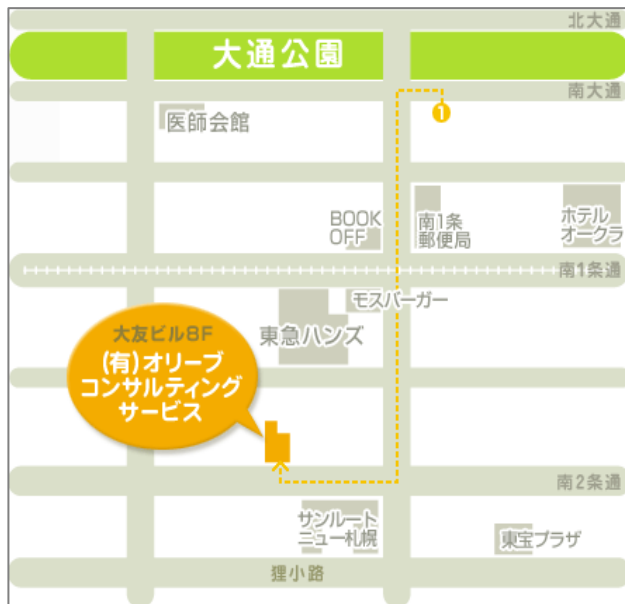 北大通
大通公園
南大通
1
医師会館
BOOK
OFF
南1条
郵便局
ホテル
オークラ
南1条通
モスバーガー
東急ハンズ
大友ビル8F
(有)オリーブ
コンサルティング
サービス
南2条通
サンルート
ニュー札幌
東宝プラザ
狸小路